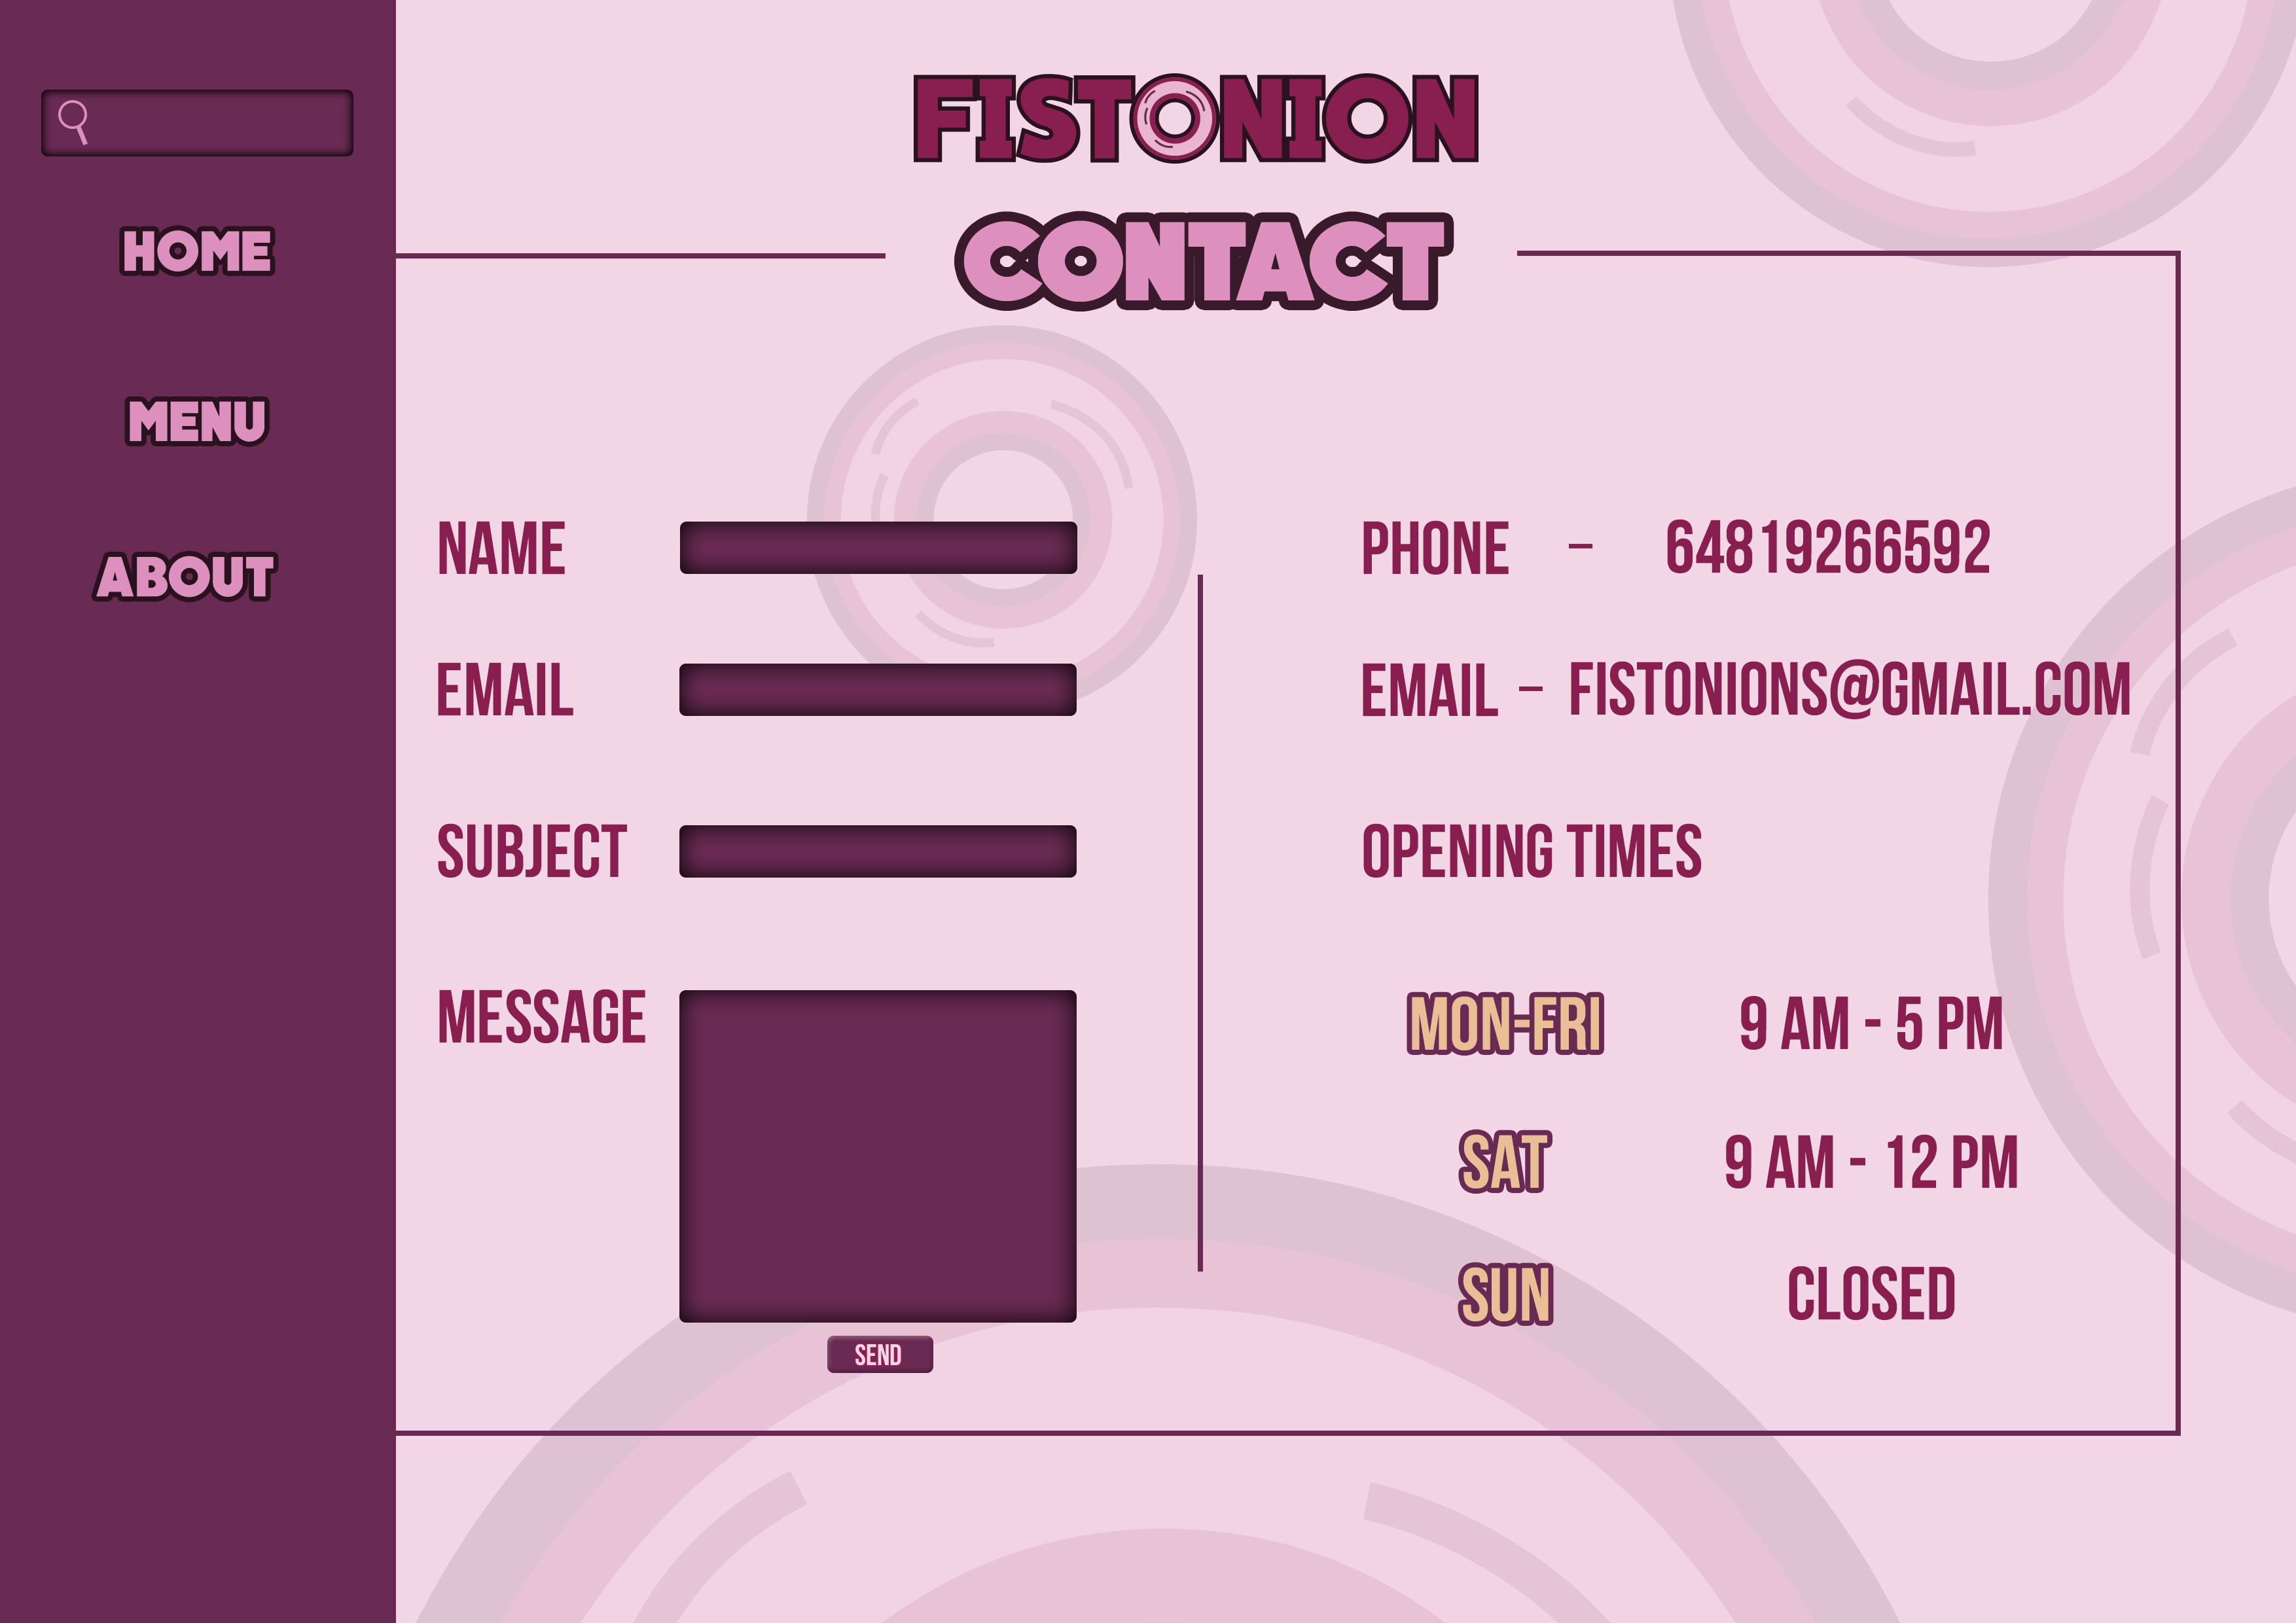 FISTONION
CONTACT
HOME
MENU
ABOUT
NAME
EMAIL
SUBJECT
MESSAGE
SEND
PHONE – 64819266592
EMAIL – FISTONIONS@GMAIL.COM
OPENING TIMES
MON-FRI 9 AM - 5 PM
SAT 9 AM - 12 PM
SUN CLOSED